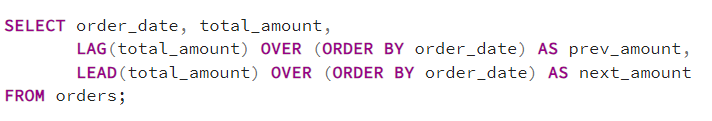 SELECT order_date, total_amount,
LAG(total_amount) OVER (ORDER BY order_date) AS prev_amount,
LEAD(total_amount) OVER (ORDER BY order_date) AS next_amount
FROM orders;